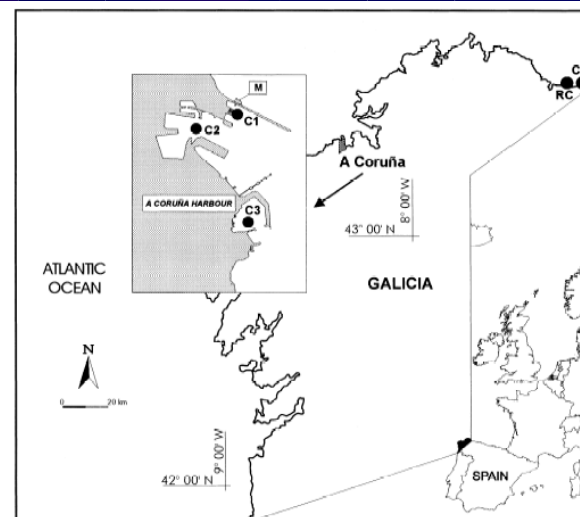 M
C1
C2
A CORUÑA HARBOUR
C3
C
RC
A Coruña
8° 00' W
43° 00' N
ATLANTIC
OCEAN
GALICIA
N
0
20 km
9° 00' W
42° 00' N
SPAIN